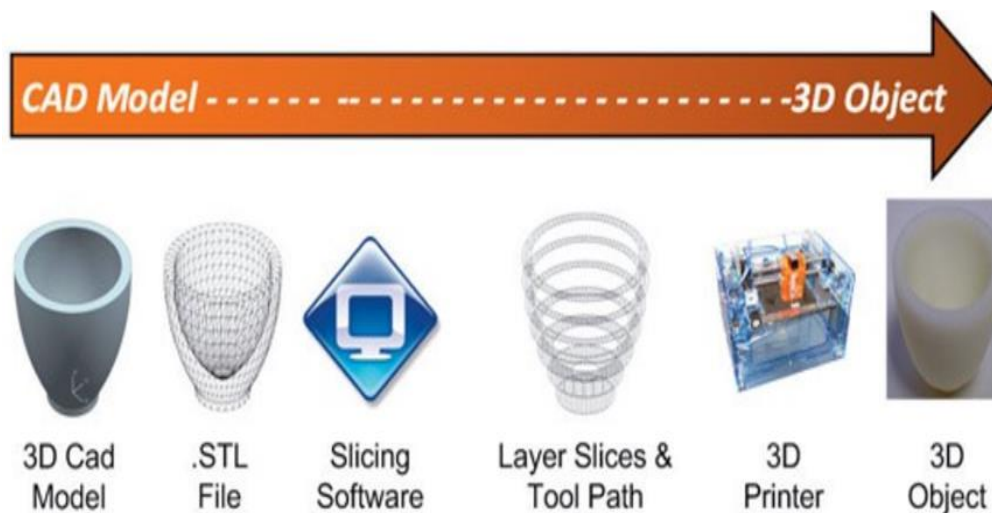 CAD Model - - - - - - -- - - - - - - - - - - - - - - - - - - - - - - -3D Object
3D Cad
Model
.STL
File
Slicing
Software
Layer Slices &
Tool Path
3D
Printer
3D
Object